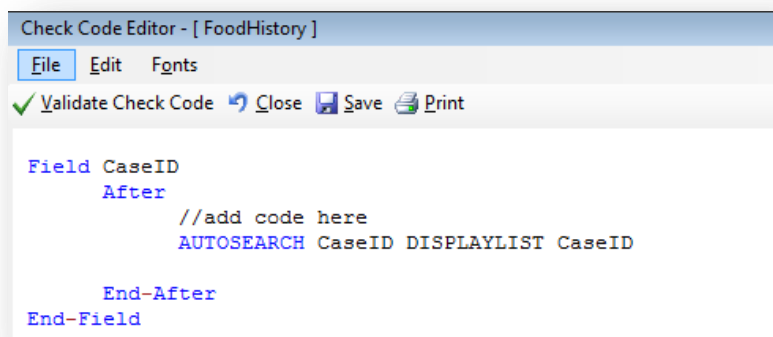 Check Code Editor - [ FoodHistory ]
File Edit Fonts
Validate Check Code Close Save Print
Field CaseID
After
//add code here
AUTOSEARCH CaseID DISPLAYLIST CaseID
End-After
End-Field